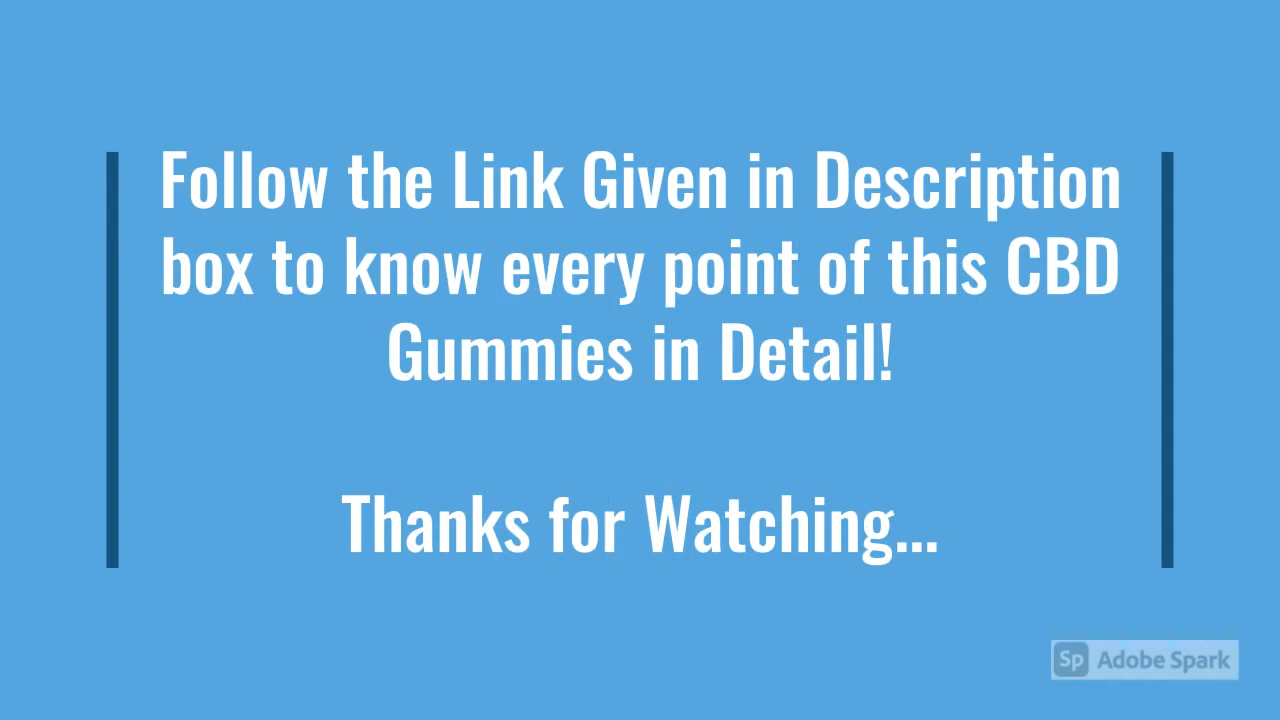 Follow the Link Given in Description
box to know every point of this CBD
Gummies in Detail!
Thanks for Watching...
Sp Adobe Spark